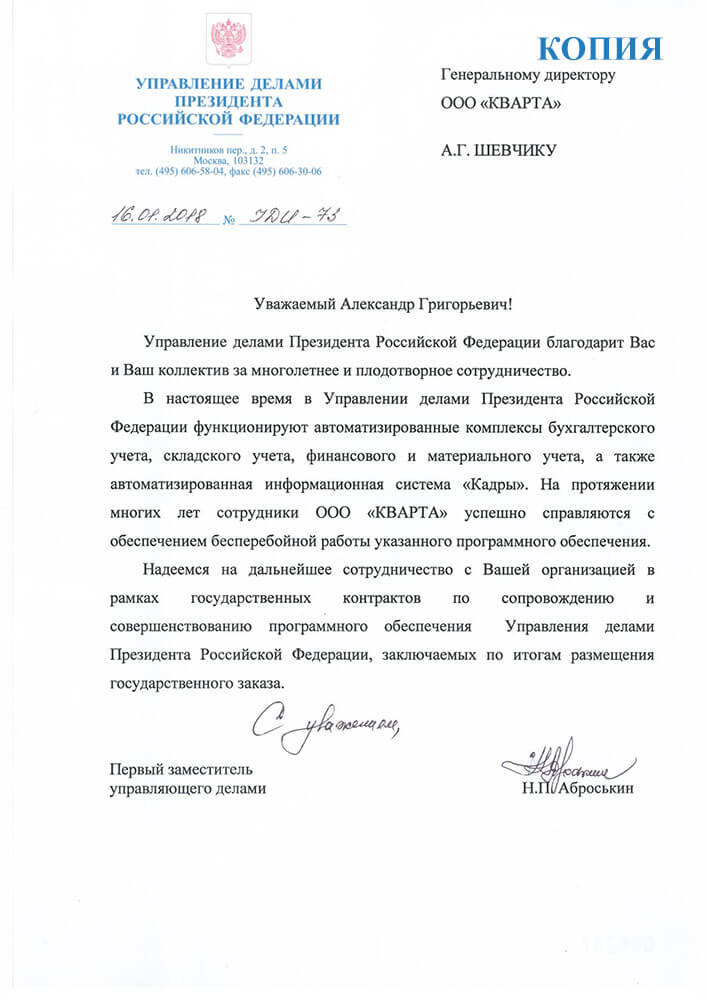 КОПИЯ
УПРАВЛЕНИЕ ДЕЛАМИ
ПРЕЗИДЕНТА
РОССИЙСКОЙ ФЕДЕРАЦИИ
Никитников пер., д. 2, п. 5
Москва, 103132
тел. (495) 606-58-04, факс (495) 606-30-06
16.01.2018 № УДИ-73
Генеральному директору
ООО «КВАРТА»
А.Г. ШЕВЧИКУ
Уважаемый Александр Григорьевич!
Управление делами Президента Российской Федерации благодарит Вас
и Ваш коллектив за многолетнее и плодотворное сотрудничество.
В настоящее время в Управлении делами Президента Российской
Федерации функционируют автоматизированные комплексы бухгалтерского
учета, складского учета, финансового и материального учета, а также
автоматизированная информационная система «Кадры». На протяжении
многих лет сотрудники ООО «КВАРТА» успешно справляются с
обеспечением бесперебойной работы указанного программного обеспечения.
Надеемся на дальнейшее сотрудничество с Вашей организацией в
рамках государственных контрактов по сопровождению и
совершенствованию программного обеспечения Управления делами
Президента Российской Федерации, заключаемых по итогам размещения
государственного заказа.
С уважением,
Первый заместитель
управляющего делами
Н.П. Аброськин